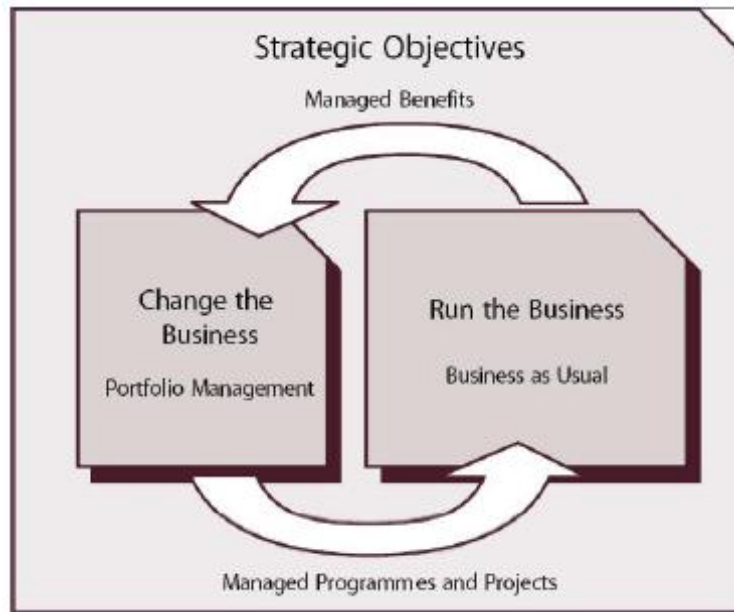 Strategic Objectives
Managed Benefits
Change the
Business
Portfolio Management
Run the Business
Business as Usual
Managed Programmes and Projects